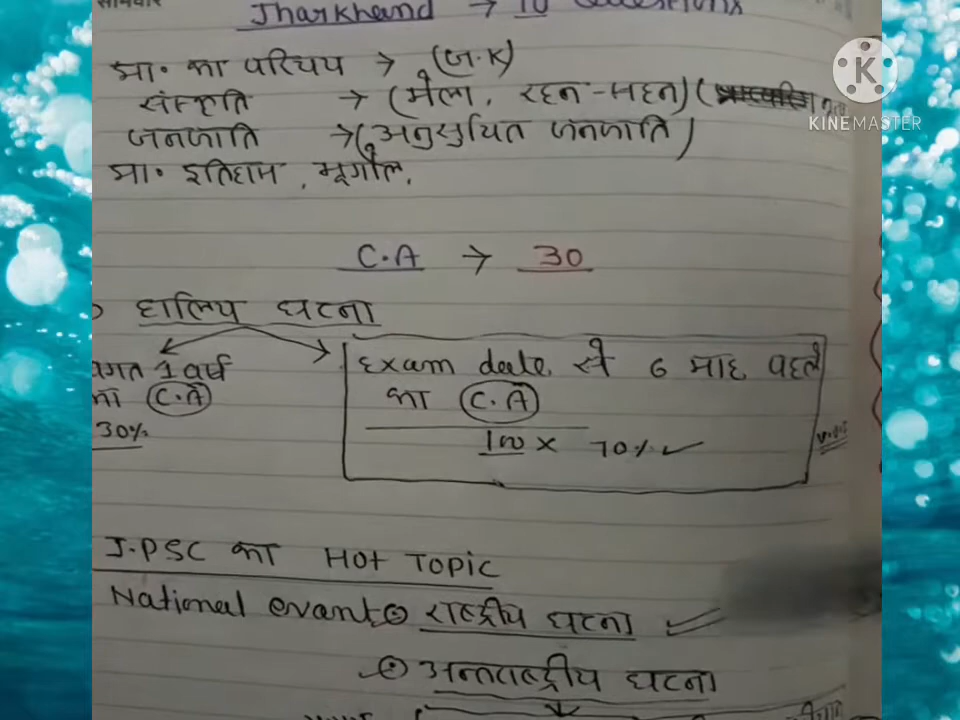 Jharkhand → 10
झा॰ का परिचय → (J.K)
संस्कृति → (मेला, रहन-सहन) (
जनजाति → (अनुसुचित जनजाति)
झा॰ इतिहास, भूगोल,
KINEMASTER
C.A → 30
हालिय घटना
1 वर्ष
Exam date से 6 माह पहले
का (C.A)
(C.A)
30%
100 × 70% ✓
J.PSC का Hot Topic
National evant राष्ट्रीय घटना
अन्तराष्ट्रीय घटना